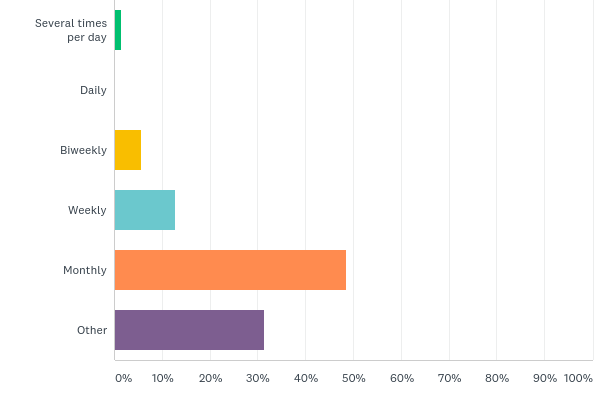 Several times
per day
Daily
Biweekly
Weekly
Monthly
Other
0% 10% 20% 30% 40% 50% 60% 70% 80% 90% 100%